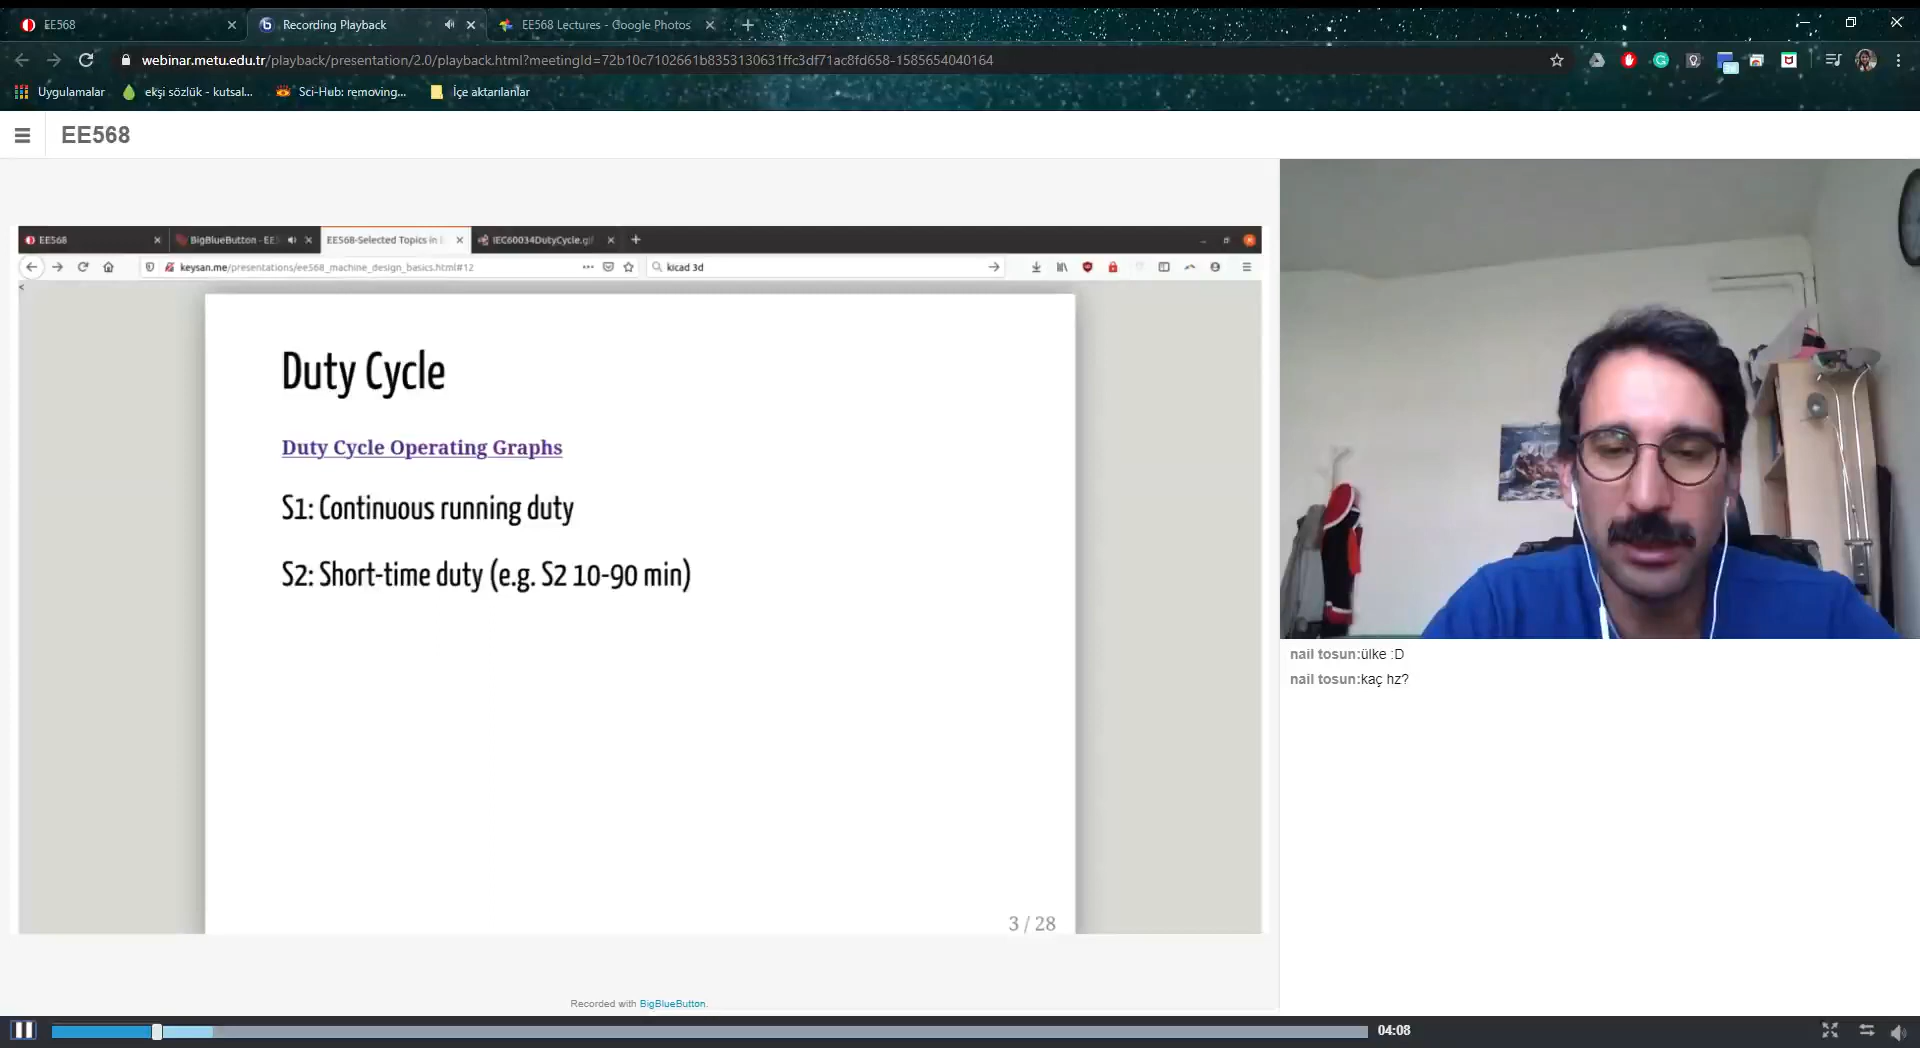 EE568
Recording Playback
EE568 Lectures - Google Photos
webinar.metu.edu.tr/playback/presentation/2.0/playback.html?meetingId=72b10c7102661b8353130631ffc3df71ac8fd658-1585654040164
Uygulamalar
ekşi sözlük - kutsal...
Sci-Hub: removing...
İçe aktarılanlar
EE568
EE568
BigBlueButton - EE5
EE568-Selected Topics in E
IEC60034DutyCycle.gif
keysan.me/presentations/ee568_machine_design_basics.html#12
kicad 3d
<
Duty Cycle
Duty Cycle Operating Graphs
S1: Continuous running duty
S2: Short-time duty (e.g. S2 10-90 min)
3 / 28
nail tosun:ülke :D
nail tosun:kaç hz?
Recorded with BigBlueButton.
04:08